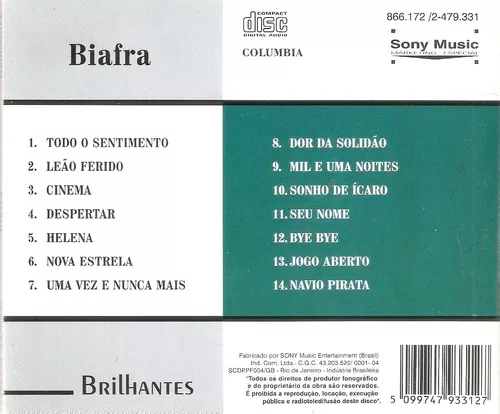 Biafra
COMPACT
disc
DIGITAL AUDIO
COLUMBIA
866.172 /2-479.331
Sony Music
MARKETING ESPECIAL
1. TODO O SENTIMENTO
2. LEÃO FERIDO
3. CINEMA
4. DESPERTAR
5. HELENA
6. NOVA ESTRELA
7. UMA VEZ E NUNCA MAIS
8. DOR DA SOLIDÃO
9. MIL E UMA NOITES
10. SONHO DE ÍCARO
11. SEU NOME
12. BYE BYE
13. JOGO ABERTO
14. NAVIO PIRATA
BRILHANTES
Fabricado por SONY Music Entertainment (Brasil)
Ind. Com. Ltda.- C.G.C. 43.203.520/ 0001- 04
SCDPPF004/GB - Rio de Janeiro - Indústria Brasileira
"Todos os direitos de produtor fonográfico
e do proprietário da obra são reservados.
É proibida a reprodução, locação, execução
pública e radioteledifusão deste disco".
5 099747 933127